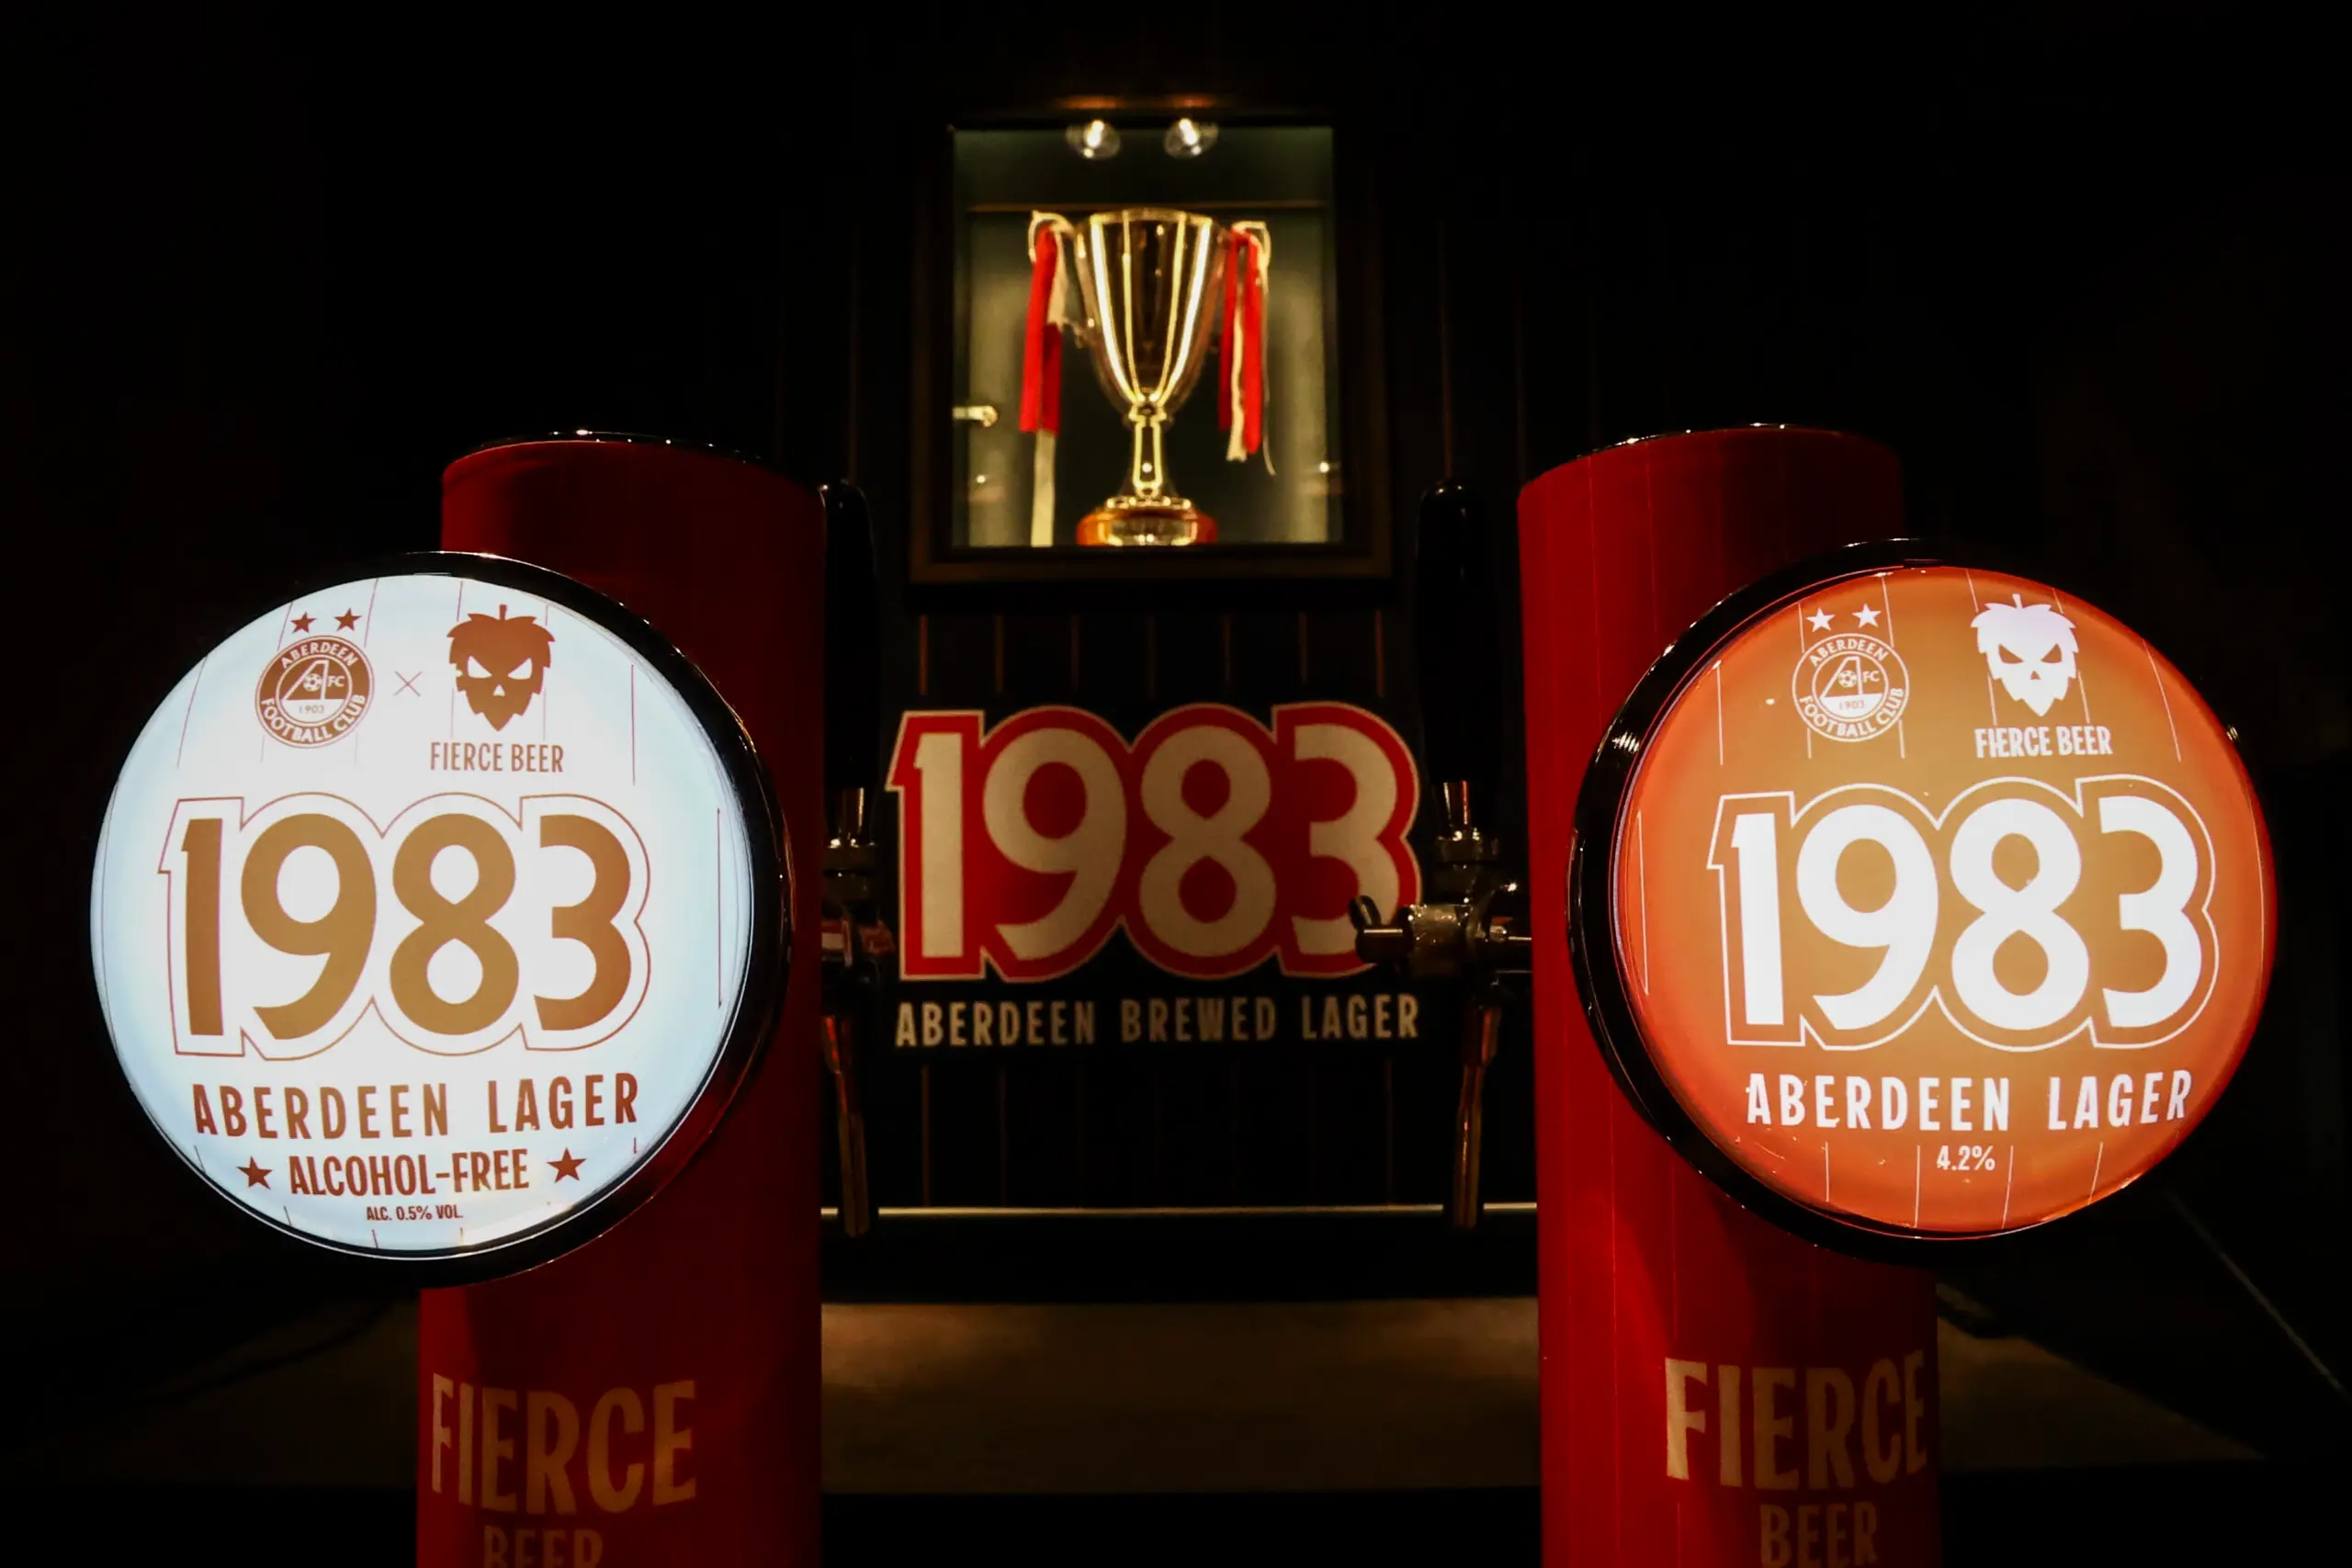 ABERDEEN
FC
1903
FOOTBALL CLUB
×
FIERCE BEER
1983
ABERDEEN LAGER
★ ALCOHOL-FREE ★
ALC. 0.5% VOL.
FIERCE
BEER
1983
ABERDEEN BREWED LAGER
ABERDEEN
FC
1903
FOOTBALL CLUB
FIERCE BEER
1983
ABERDEEN LAGER
4.2%
FIERCE
BEER